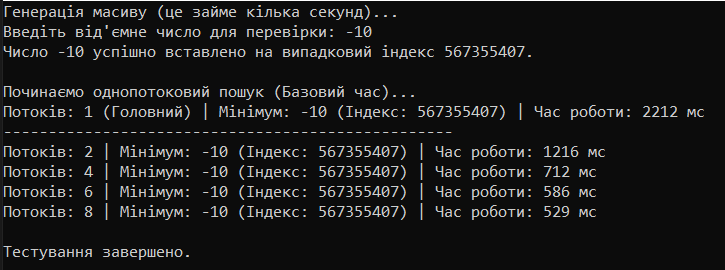 Генерація масиву (це займе кілька секунд)...
Введіть від'ємне число для перевірки: -10
Число -10 успішно вставлено на випадковий індекс 567355407.
Починаємо однопотоковий пошук (Базовий час)...
Потоків: 1 (Головний) | Мінімум: -10 (Індекс: 567355407) | Час роботи: 2212 мс
--------------------------------------------------
Потоків: 2 | Мінімум: -10 (Індекс: 567355407) | Час роботи: 1216 мс
Потоків: 4 | Мінімум: -10 (Індекс: 567355407) | Час роботи: 712 мс
Потоків: 6 | Мінімум: -10 (Індекс: 567355407) | Час роботи: 586 мс
Потоків: 8 | Мінімум: -10 (Індекс: 567355407) | Час роботи: 529 мс
Тестування завершено.